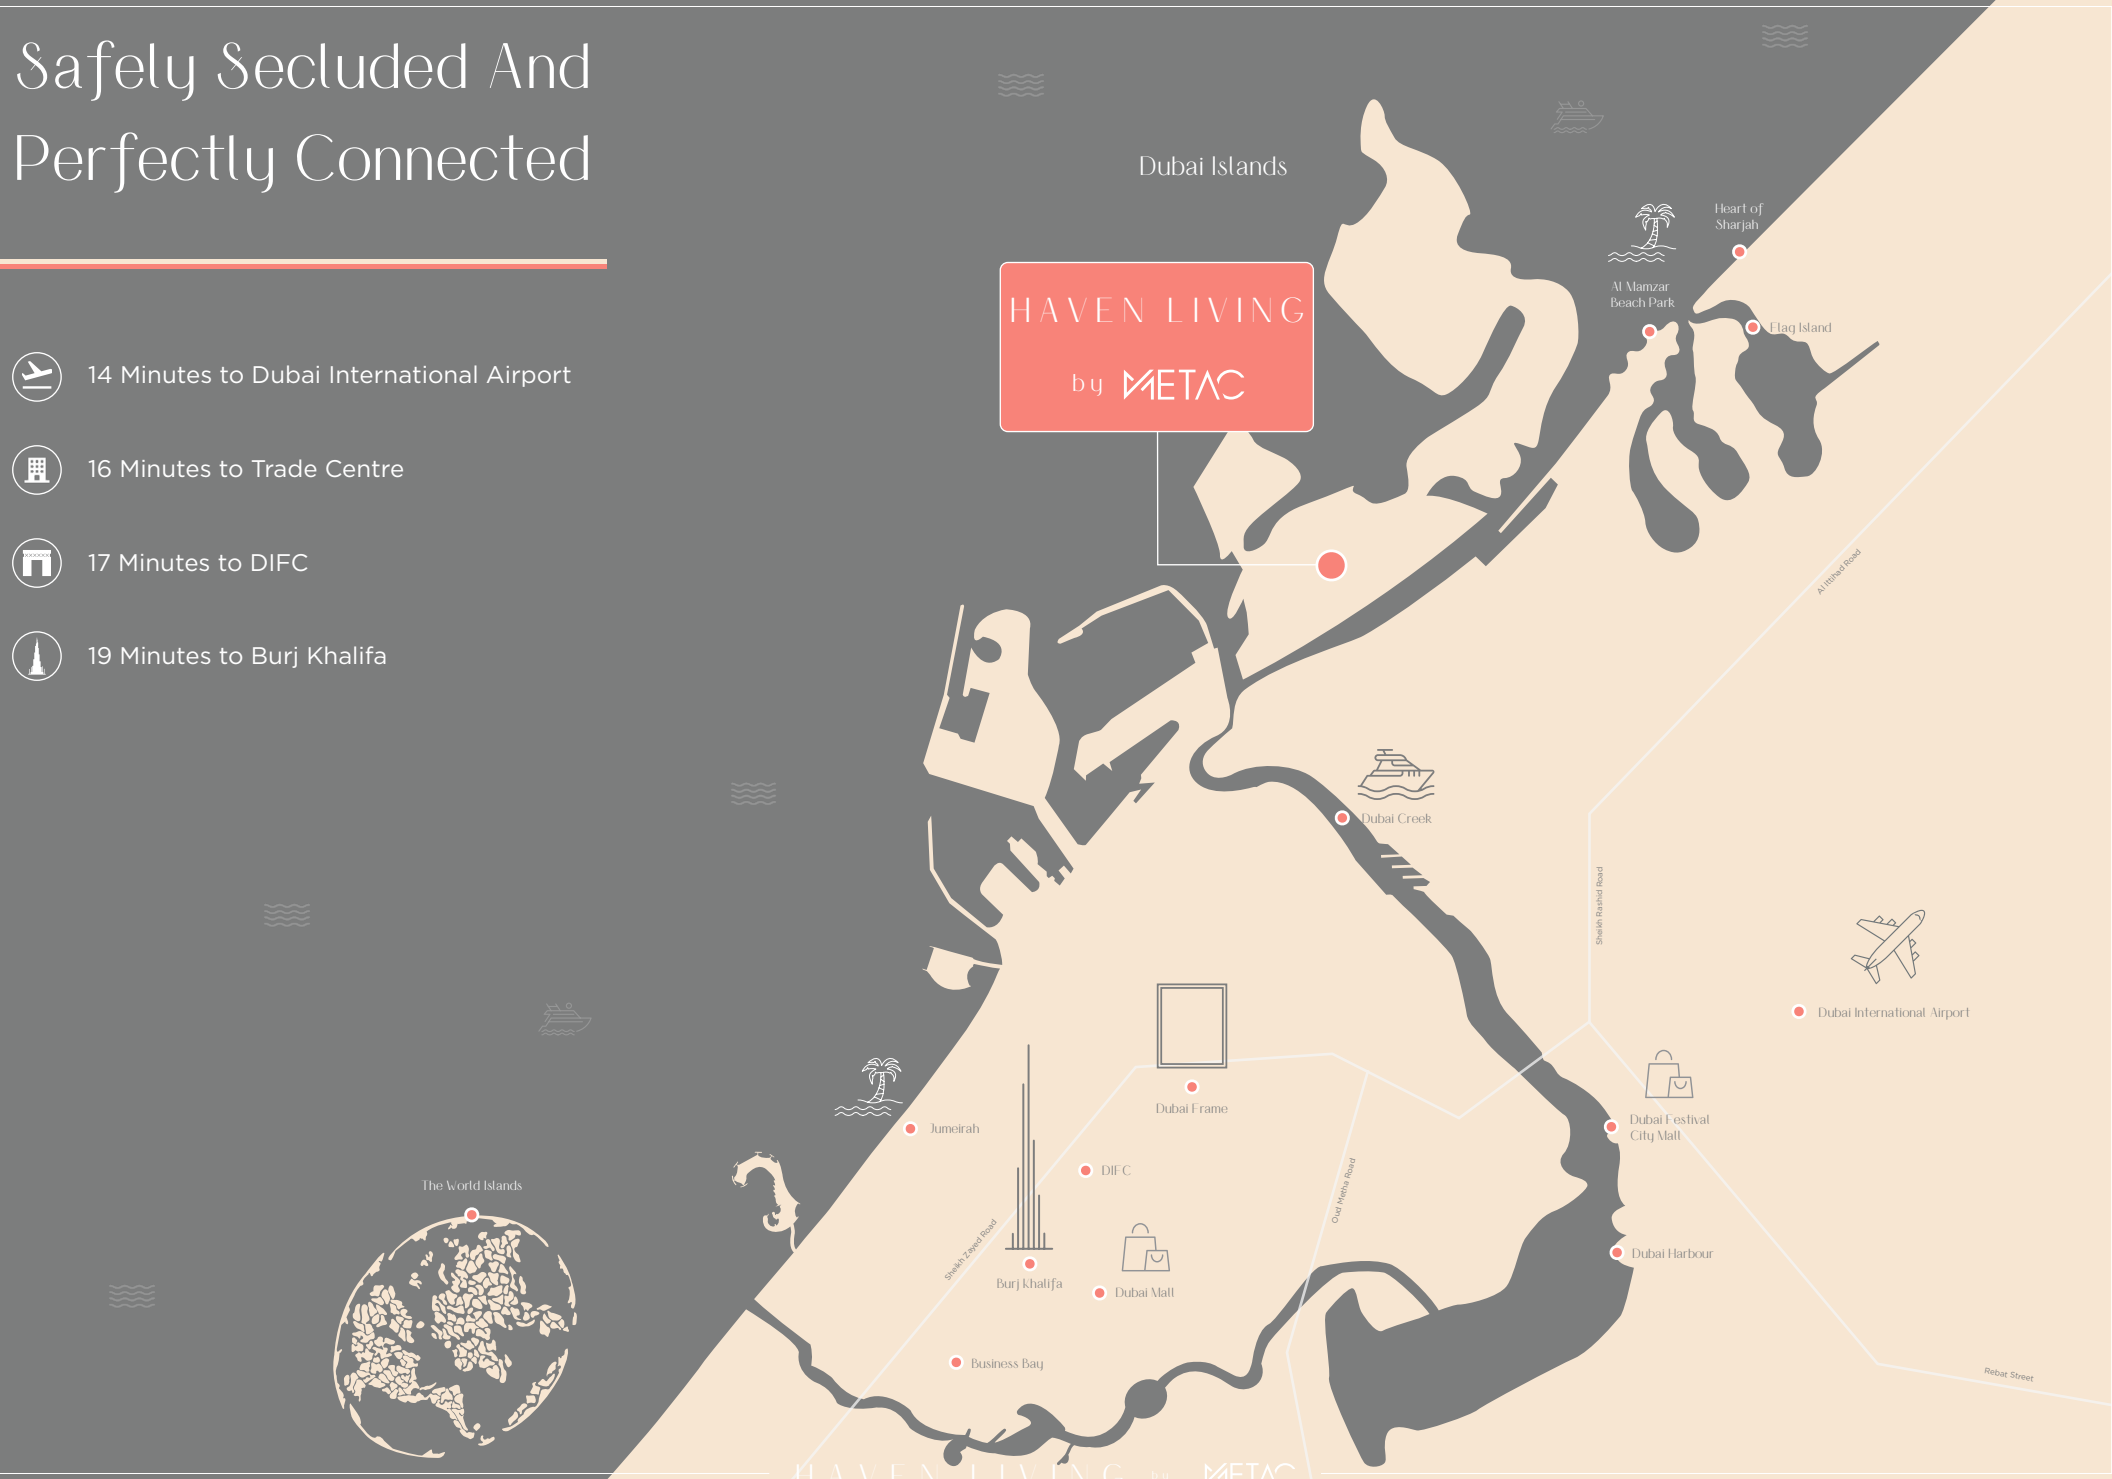 Safely Secluded And
Perfectly Connected
14 Minutes to Dubai International Airport
16 Minutes to Trade Centre
17 Minutes to DIFC
19 Minutes to Burj Khalifa
Dubai Islands
HAVEN LIVING
by METAC
Heart of
Sharjah
Al Mamzar
Beach Park
Flag Island
Al Ittihad Road
Dubai Creek
Sheikh Rashid Road
Dubai International Airport
Dubai Frame
Dubai Festival
City Mall
Jumeirah
DIFC
Oud Metha Road
The World Islands
Sheikh Zayed Road
Dubai Harbour
Burj Khalifa
Dubai Mall
Business Bay
Rebat Street
HAVEN LIVING by METAC